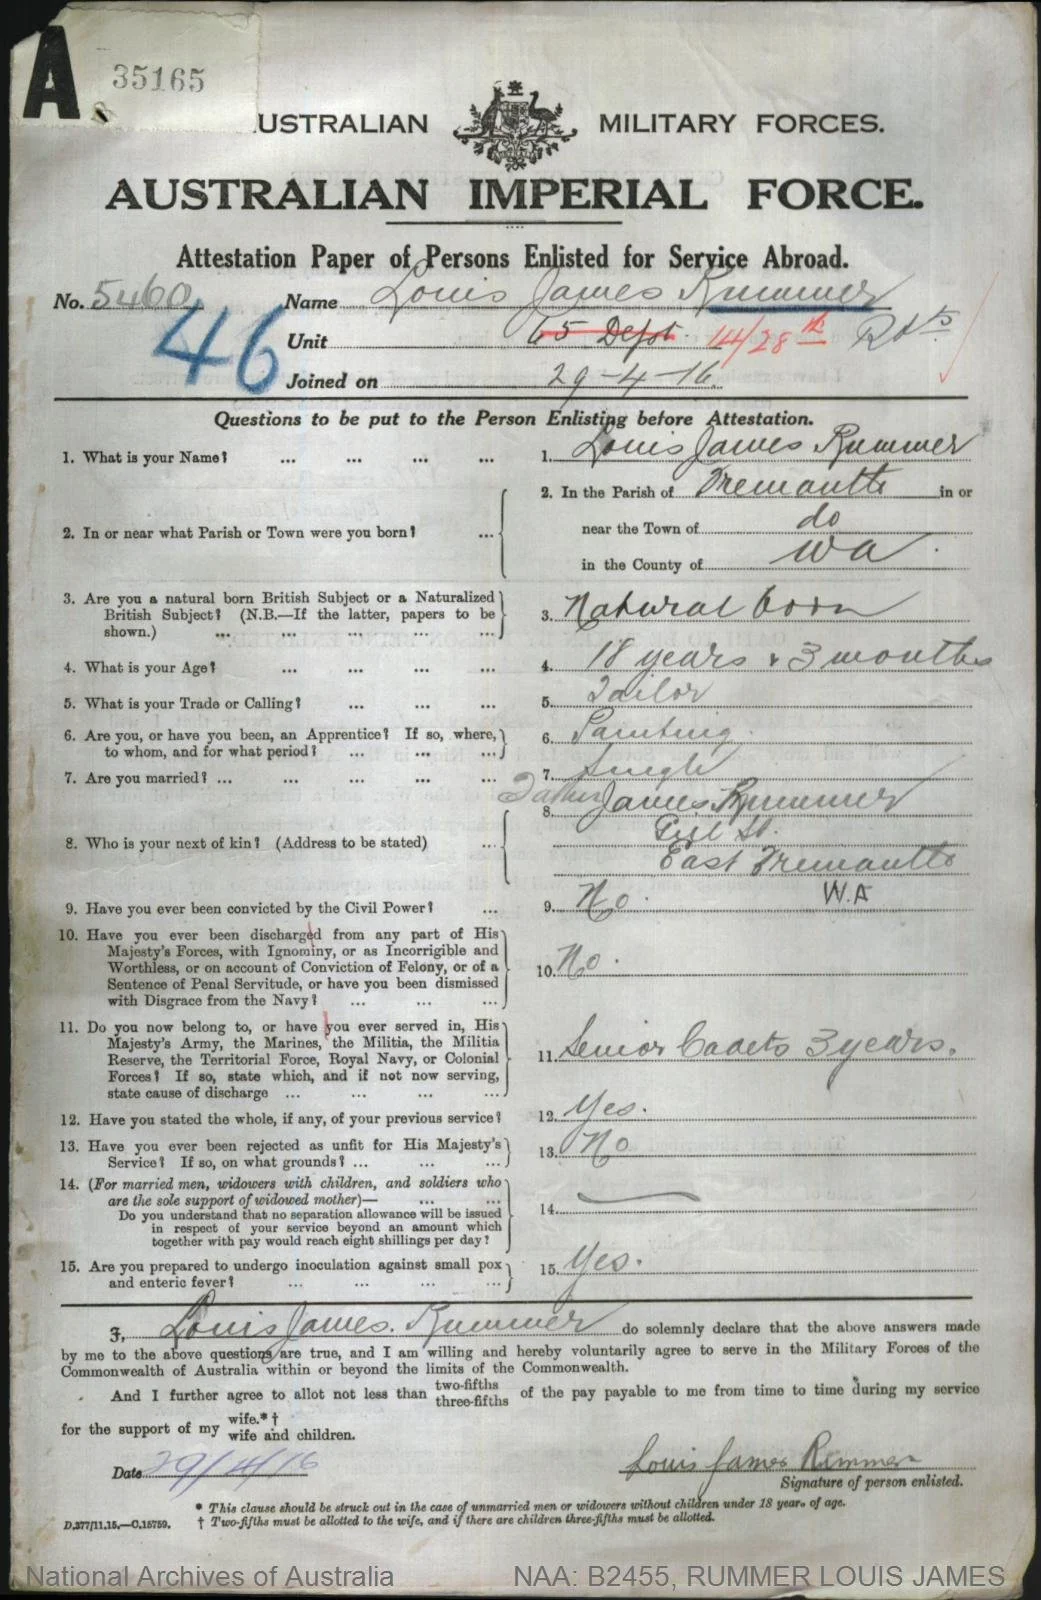 A 35165
AUSTRALIAN MILITARY FORCES.
AUSTRALIAN IMPERIAL FORCE.
Attestation Paper of Persons Enlisted for Service Abroad.
No. 5460 Name Louis James Rummer
46
Unit 65 Depot. 14/28th Rfts
Joined on 29-4-16.
Questions to be put to the Person Enlisting before Attestation.
1. What is your Name? ... ... ... ... 1. Louis James Rummer
2. In or near what Parish or Town were you born? ... 2. In the Parish of Fremantle in or
near the Town of do
in the County of WA.
3. Are you a natural born British Subject or a Naturalized
British Subject? (N.B.—If the latter, papers to be
shown.) ... ... ... ... ... 3. Natural born
4. What is your Age? ... ... ... ... 4. 18 years & 3 months
5. What is your Trade or Calling? ... ... ... 5. Tailor
6. Are you, or have you been, an Apprentice? If so, where,
to whom, and for what period? ... ... ... 6. Painting.
7. Are you married? ... ... ... ... ... 7. Single
8. Who is your next of kin? (Address to be stated) ... 8. Father James Rummer
St.
East Fremantle
W.A
9. Have you ever been convicted by the Civil Power? ... 9. No.
10. Have you ever been discharged from any part of His
Majesty's Forces, with Ignominy, or as Incorrigible and
Worthless, or on account of Conviction of Felony, or of a
Sentence of Penal Servitude, or have you been dismissed
with Disgrace from the Navy? ... ... ... 10. No.
11. Do you now belong to, or have you ever served in, His
Majesty's Army, the Marines, the Militia, the Militia
Reserve, the Territorial Force, Royal Navy, or Colonial
Forces? If so, state which, and if not now serving,
state cause of discharge ... ... ... ... 11. Senior Cadets 3 years.
12. Have you stated the whole, if any, of your previous service? 12. Yes.
13. Have you ever been rejected as unfit for His Majesty's
Service? If so, on what grounds? ... ... ... 13. No
14. (For married men, widowers with children, and soldiers who
are the sole support of widowed mother)— ... ...
Do you understand that no separation allowance will be issued
in respect of your service beyond an amount which
together with pay would reach eight shillings per day? 14.
15. Are you prepared to undergo inoculation against small pox
and enteric fever? ... ... ... ... 15. Yes.
I, Louis James. Rummer do solemnly declare that the above answers made
by me to the above questions are true, and I am willing and hereby voluntarily agree to serve in the Military Forces of the
Commonwealth of Australia within or beyond the limits of the Commonwealth.
And I further agree to allot not less than two-fifths three-fifths of the pay payable to me from time to time during my service
for the support of my wife.*† wife and children.
Date 29/4/16 Louis James Rummer
Signature of person enlisted.
* This clause should be struck out in the case of unmarried men or widowers without children under 18 years of age.
D.377/11.15.—C.15759. † Two-fifths must be allotted to the wife, and if there are children three-fifths must be allotted.
National Archives of Australia NAA: B2455, RUMMER LOUIS JAMES